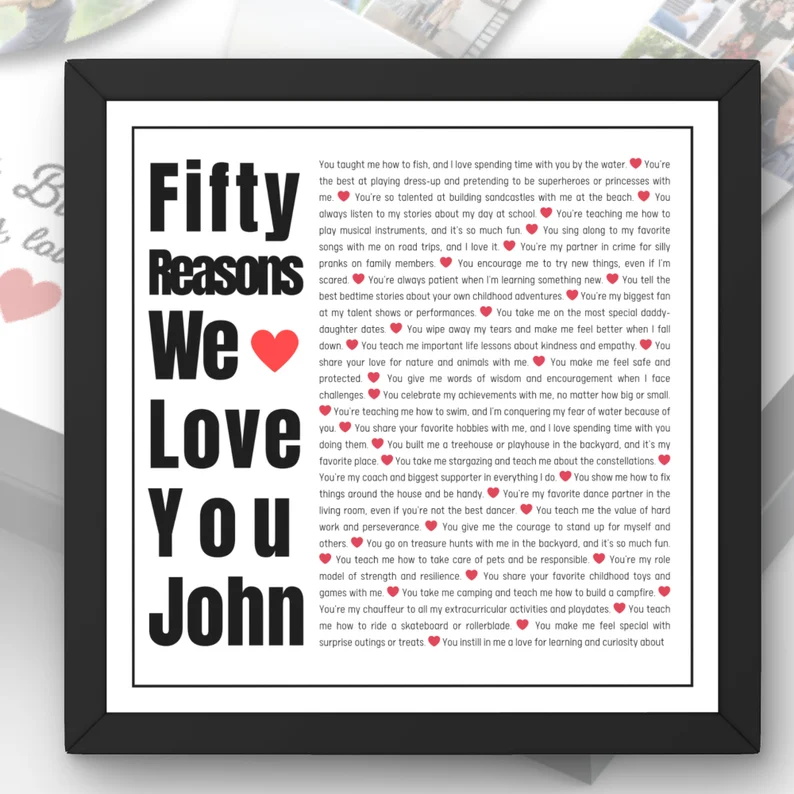 Fifty
Reasons
We ❤
Love
You
John
You taught me how to fish, and I love spending time with you by the water. ❤ You're
the best at playing dress-up and pretending to be superheroes or princesses with
me. ❤ You're so talented at building sandcastles with me at the beach. ❤ You
always listen to my stories about my day at school. ❤ You're teaching me how to
play musical instruments, and it's so much fun. ❤ You sing along to my favorite
songs with me on road trips, and I love it. ❤ You're my partner in crime for silly
pranks on family members. ❤ You encourage me to try new things, even if I'm
scared. ❤ You're always patient when I'm learning something new. ❤ You tell the
best bedtime stories about your own childhood adventures. ❤ You're my biggest fan
at my talent shows or performances. ❤ You take me on the most special daddy-
daughter dates. ❤ You wipe away my tears and make me feel better when I fall
down. ❤ You teach me important life lessons about kindness and empathy. ❤ You
share your love for nature and animals with me. ❤ You make me feel safe and
protected. ❤ You give me words of wisdom and encouragement when I face
challenges. ❤ You celebrate my achievements with me, no matter how big or small.
❤ You're teaching me how to swim, and I'm conquering my fear of water because of
you. ❤ You share your favorite hobbies with me, and I love spending time with you
doing them. ❤ You built me a treehouse or playhouse in the backyard, and it's my
favorite place. ❤ You take me stargazing and teach me about the constellations. ❤
You're my coach and biggest supporter in everything I do. ❤ You show me how to fix
things around the house and be handy. ❤ You're my favorite dance partner in the
living room, even if you're not the best dancer. ❤ You teach me the value of hard
work and perseverance. ❤ You give me the courage to stand up for myself and
others. ❤ You go on treasure hunts with me in the backyard, and it's so much fun.
❤ You teach me how to take care of pets and be responsible. ❤ You're my role
model of strength and resilience. ❤ You share your favorite childhood toys and
games with me. ❤ You take me camping and teach me how to build a campfire. ❤
You're my chauffeur to all my extracurricular activities and playdates. ❤ You teach
me how to ride a skateboard or rollerblade. ❤ You make me feel special with
surprise outings or treats. ❤ You instill in me a love for learning and curiosity about